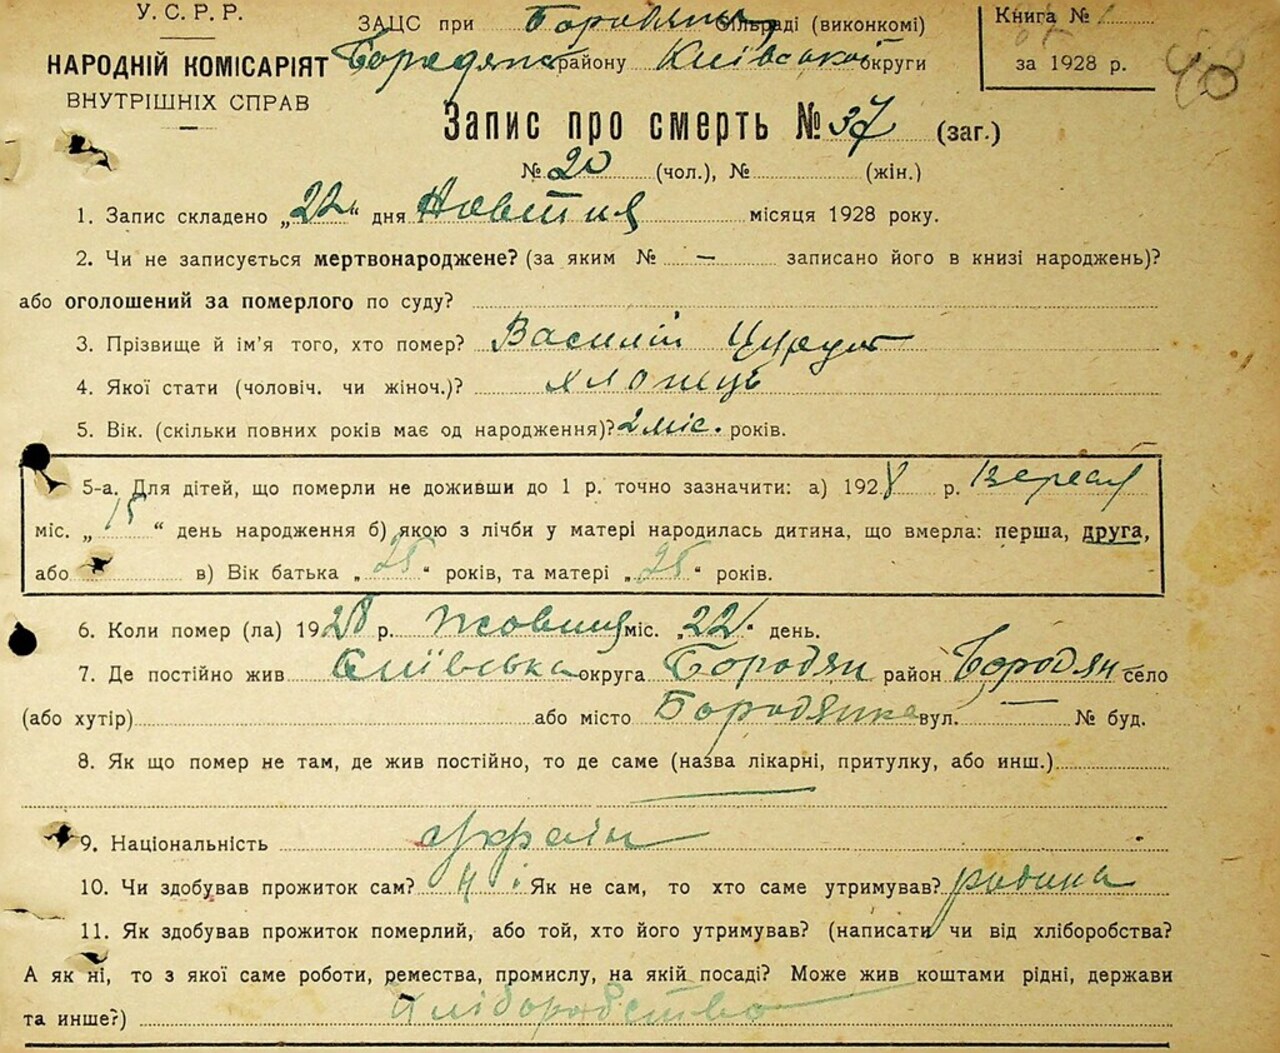 У.С.Р.Р.
ЗАЦС при Бородянськ Сільраді (виконкомі)
Книга №
НАРОДНІЙ КОМІСАРІЯТ
Бородянськ району Київської округи
за 1928 р.
40
ВНУТРІШНІХ СПРАВ
Запис про смерть № 37 (заг.)
№ 20 (чол.), № (жін.)
1. Запис складено „22“ дня Жовтня місяця 1928 року.
2. Чи не записується мертвонароджене? (за яким № — записано його в книзі народжень)?
або оголошений за померлого по суду?
3. Прізвище й ім'я того, хто помер? Василій
4. Якої стати (чоловіч. чи жіноч.)? хлопець
5. Вік. (скільки повних років має од народження)? 2 міс. років.
5-а. Для дітей, що померли не доживши до 1 р. точно зазначити: а) 1928 р. Вересня
міс. „15“ день народження б) якою з лічби у матері народилась дитина, що вмерла: перша, друга,
або в) Вік батька „25“ років, та матері „25“ років.
6. Коли помер (ла) 1928 р. Жовтня міс. „22“ день.
7. Де постійно жив Київська округа Бородян район Бородян село
(або хутір) або місто Бородянка вул. — № буд.
8. Як що помер не там, де жив постійно, то де саме (назва лікарні, притулку, або инш.)
9. Національність україн
10. Чи здобував прожиток сам? Ні. Як не сам, то хто саме утримував? родина
11. Як здобував прожиток померлий, або той, хто його утримував? (написати чи від хліборобства?
А як ні, то з якої саме роботи, ремества, промислу, на якій посаді? Може жив коштами рідні, держави
та инше?) Хліборобство